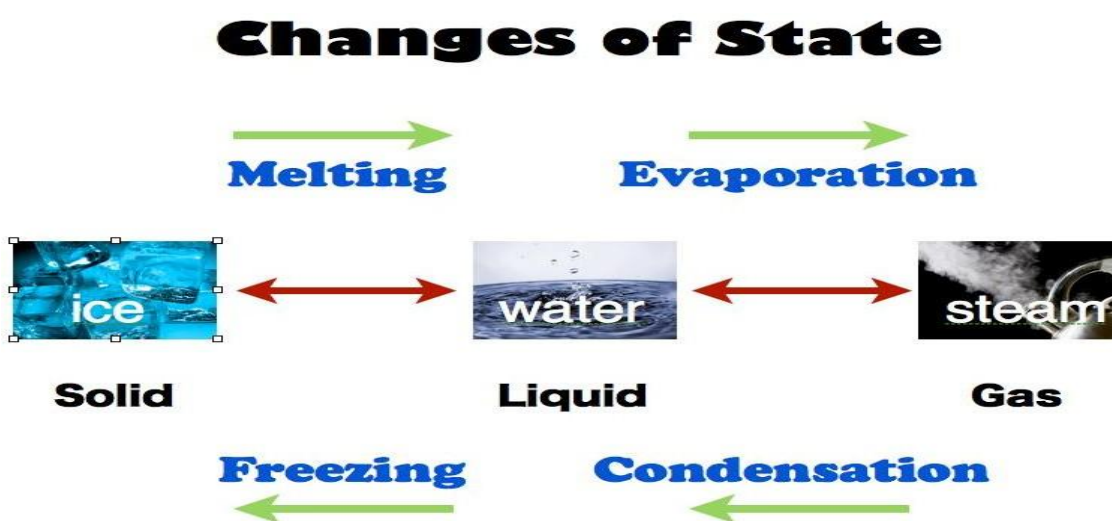 Changes of State
Melting Evaporation
ice water steam
Solid Liquid Gas
Freezing Condensation